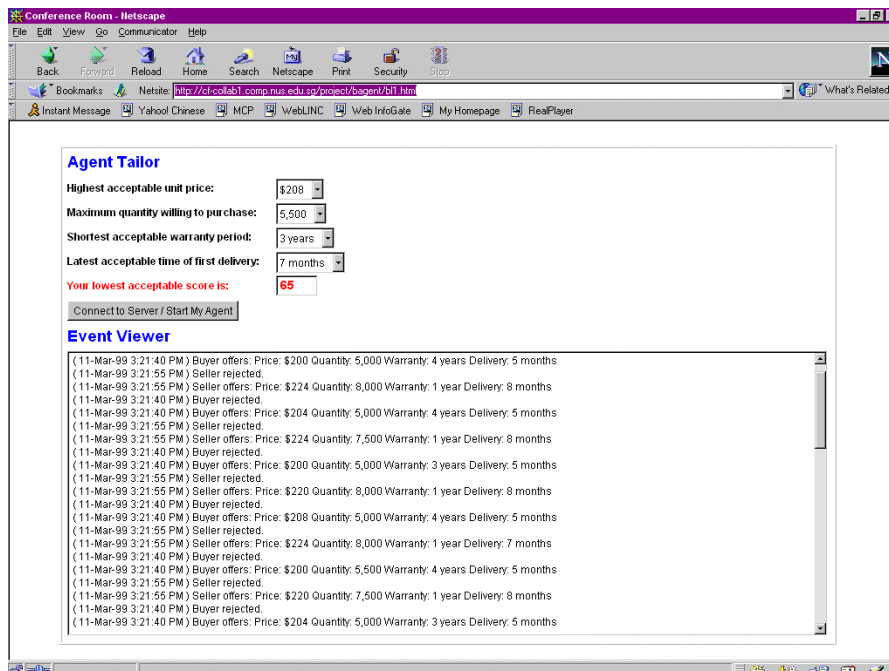 Conference Room - Netscape
File Edit View Go Communicator Help
Back Forward Reload Home Search Netscape Print Security Stop
Bookmarks Netsite: http://cf-collab1.comp.nus.edu.sg/project/bagent/bl1.htm What's Related
Instant Message Yahoo! Chinese MCP WebLINC Web InfoGate My Homepage RealPlayer
Agent Tailor
Highest acceptable unit price: $208
Maximum quantity willing to purchase: 5,500
Shortest acceptable warranty period: 3 years
Latest acceptable time of first delivery: 7 months
Your lowest acceptable score is: 65
Connect to Server / Start My Agent
Event Viewer
( 11-Mar-99 3:21:40 PM ) Buyer offers: Price: $200 Quantity: 5,000 Warranty: 4 years Delivery: 5 months
( 11-Mar-99 3:21:55 PM ) Seller rejected.
( 11-Mar-99 3:21:55 PM ) Seller offers: Price: $224 Quantity: 8,000 Warranty: 1 year Delivery: 8 months
( 11-Mar-99 3:21:40 PM ) Buyer rejected.
( 11-Mar-99 3:21:40 PM ) Buyer offers: Price: $204 Quantity: 5,000 Warranty: 4 years Delivery: 5 months
( 11-Mar-99 3:21:55 PM ) Seller rejected.
( 11-Mar-99 3:21:55 PM ) Seller offers: Price: $224 Quantity: 7,500 Warranty: 1 year Delivery: 8 months
( 11-Mar-99 3:21:40 PM ) Buyer rejected.
( 11-Mar-99 3:21:40 PM ) Buyer offers: Price: $200 Quantity: 5,000 Warranty: 3 years Delivery: 5 months
( 11-Mar-99 3:21:55 PM ) Seller rejected.
( 11-Mar-99 3:21:55 PM ) Seller offers: Price: $220 Quantity: 8,000 Warranty: 1 year Delivery: 8 months
( 11-Mar-99 3:21:40 PM ) Buyer rejected.
( 11-Mar-99 3:21:40 PM ) Buyer offers: Price: $208 Quantity: 5,000 Warranty: 4 years Delivery: 5 months
( 11-Mar-99 3:21:55 PM ) Seller rejected.
( 11-Mar-99 3:21:55 PM ) Seller offers: Price: $224 Quantity: 8,000 Warranty: 1 year Delivery: 7 months
( 11-Mar-99 3:21:40 PM ) Buyer rejected.
( 11-Mar-99 3:21:40 PM ) Buyer offers: Price: $200 Quantity: 5,500 Warranty: 4 years Delivery: 5 months
( 11-Mar-99 3:21:55 PM ) Seller rejected.
( 11-Mar-99 3:21:55 PM ) Seller offers: Price: $220 Quantity: 7,500 Warranty: 1 year Delivery: 8 months
( 11-Mar-99 3:21:40 PM ) Buyer rejected.
( 11-Mar-99 3:21:40 PM ) Buyer offers: Price: $204 Quantity: 5,000 Warranty: 3 years Delivery: 5 months